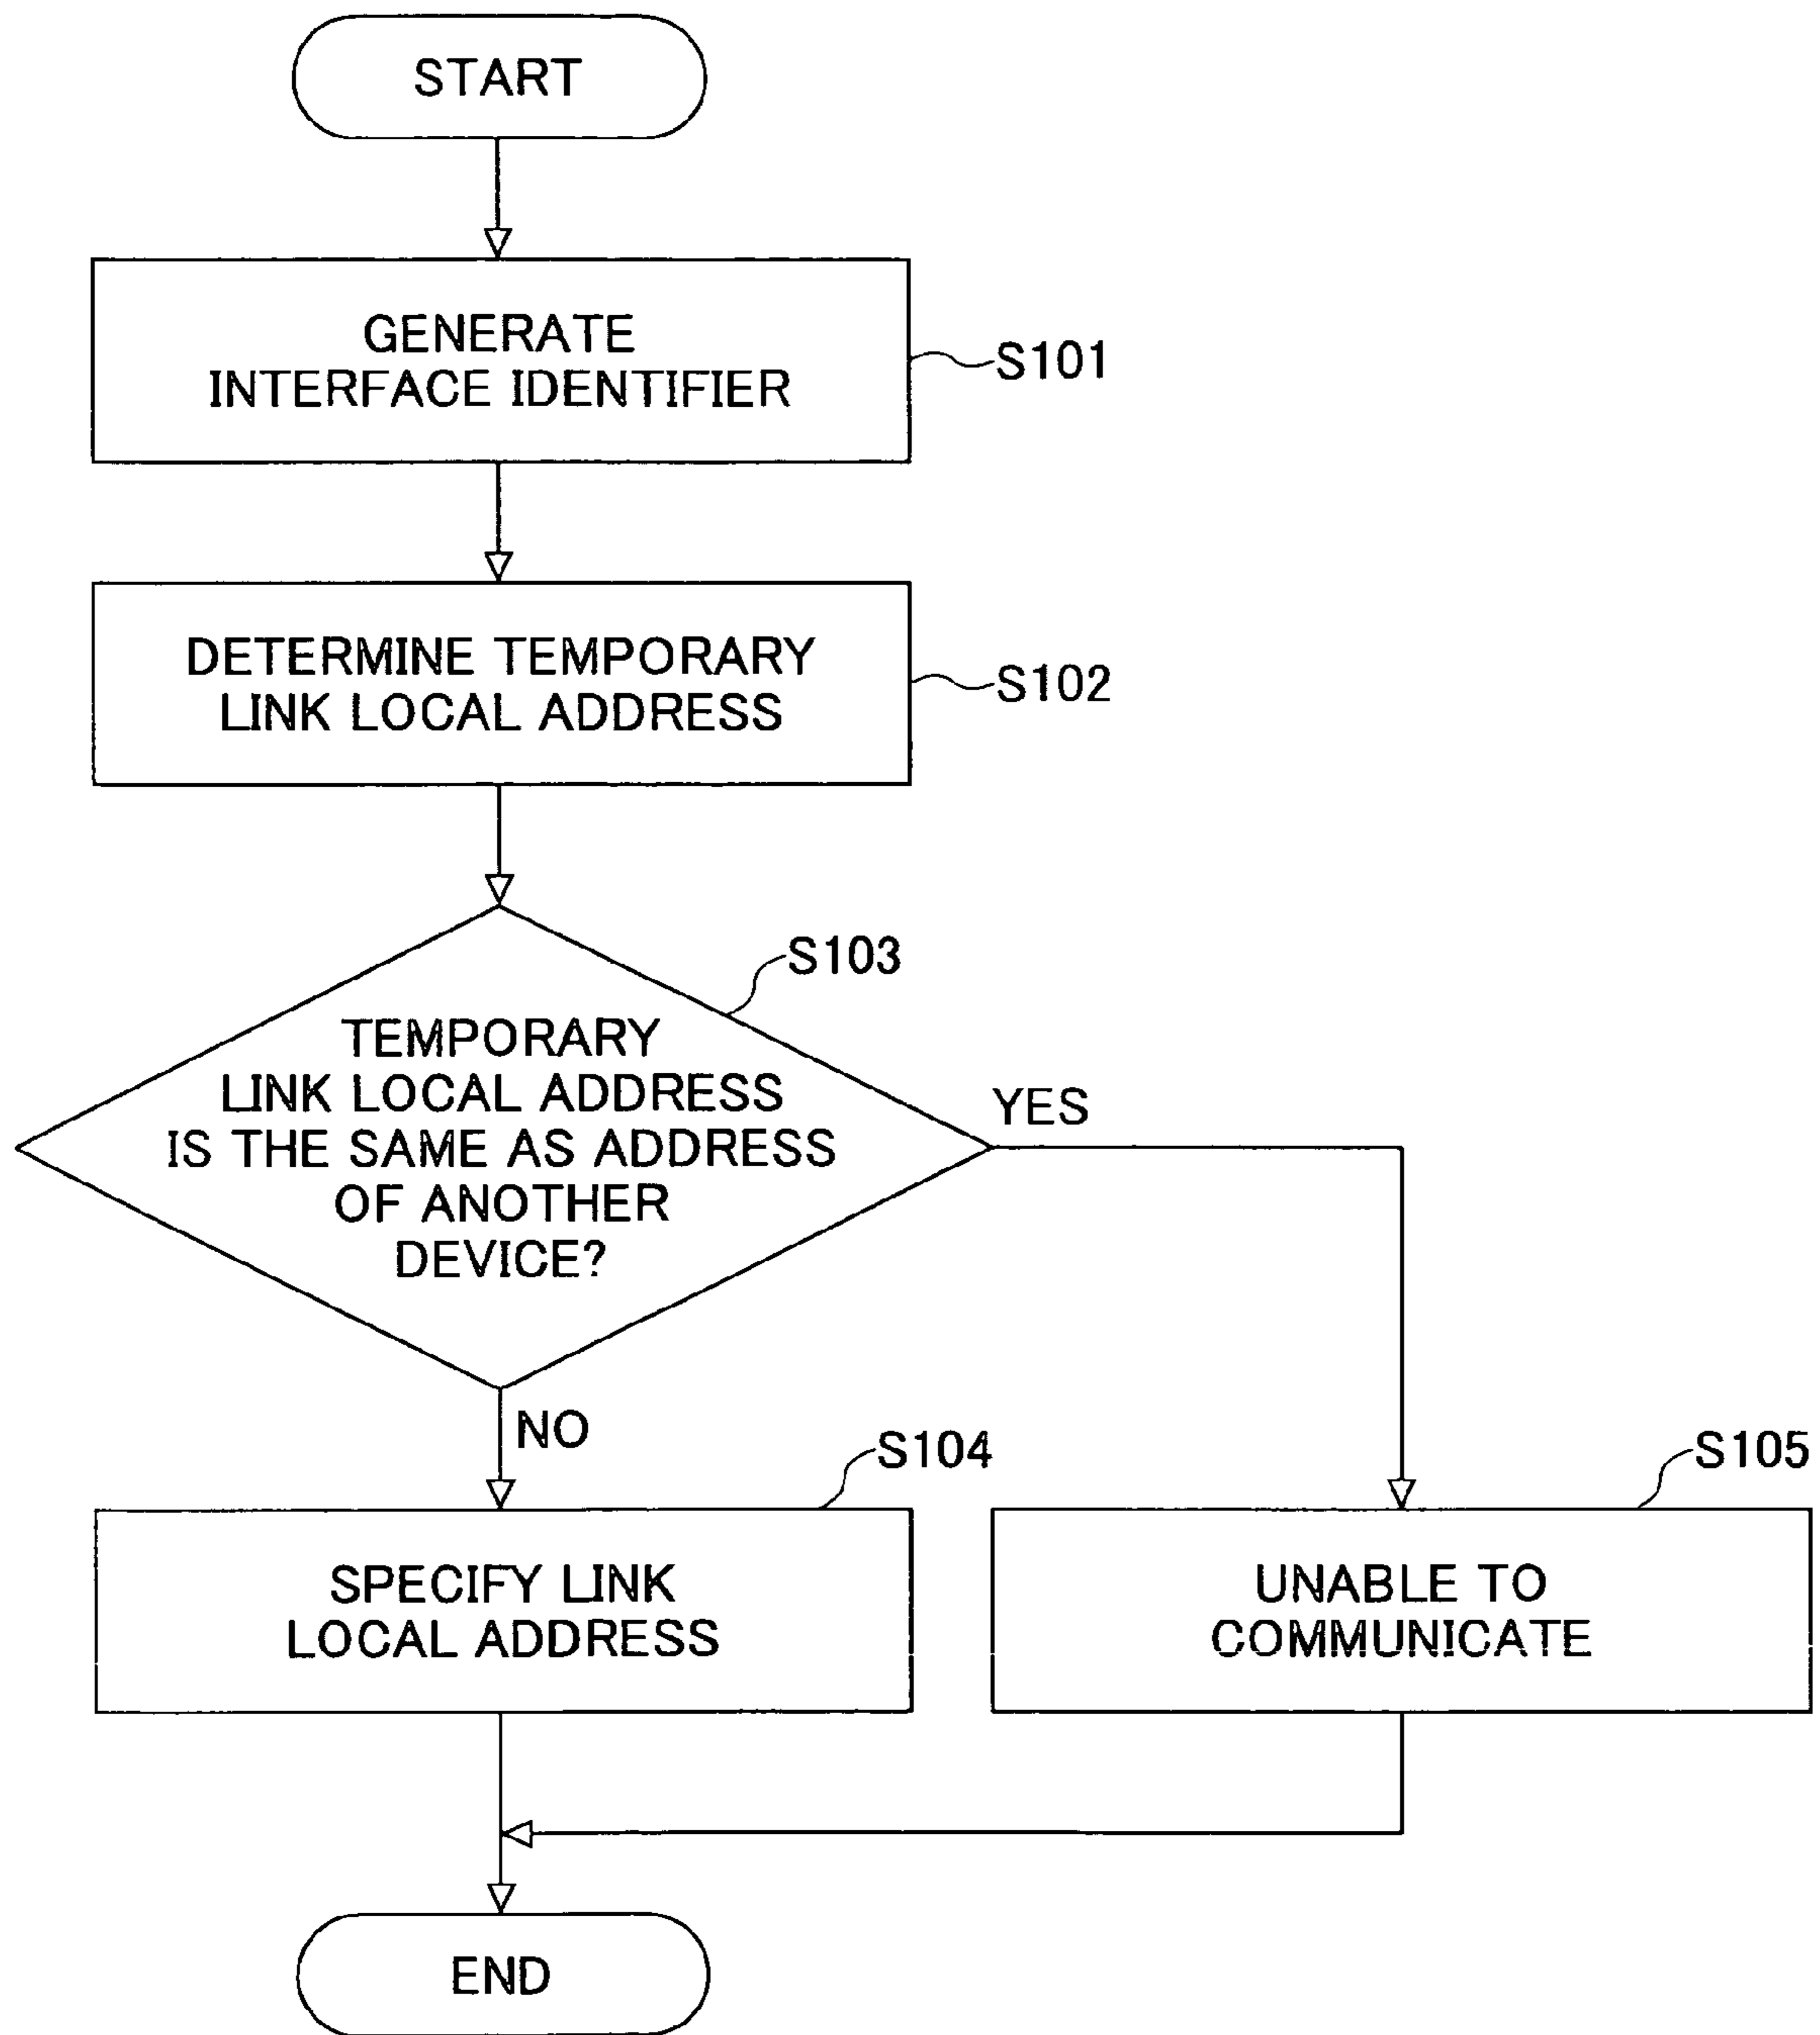 START
GENERATE
INTERFACE IDENTIFIER
S101
DETERMINE TEMPORARY
LINK LOCAL ADDRESS
S102
S103
TEMPORARY
LINK LOCAL ADDRESS
IS THE SAME AS ADDRESS
OF ANOTHER
DEVICE?
YES
NO
S104
SPECIFY LINK
LOCAL ADDRESS
S105
UNABLE TO
COMMUNICATE
END